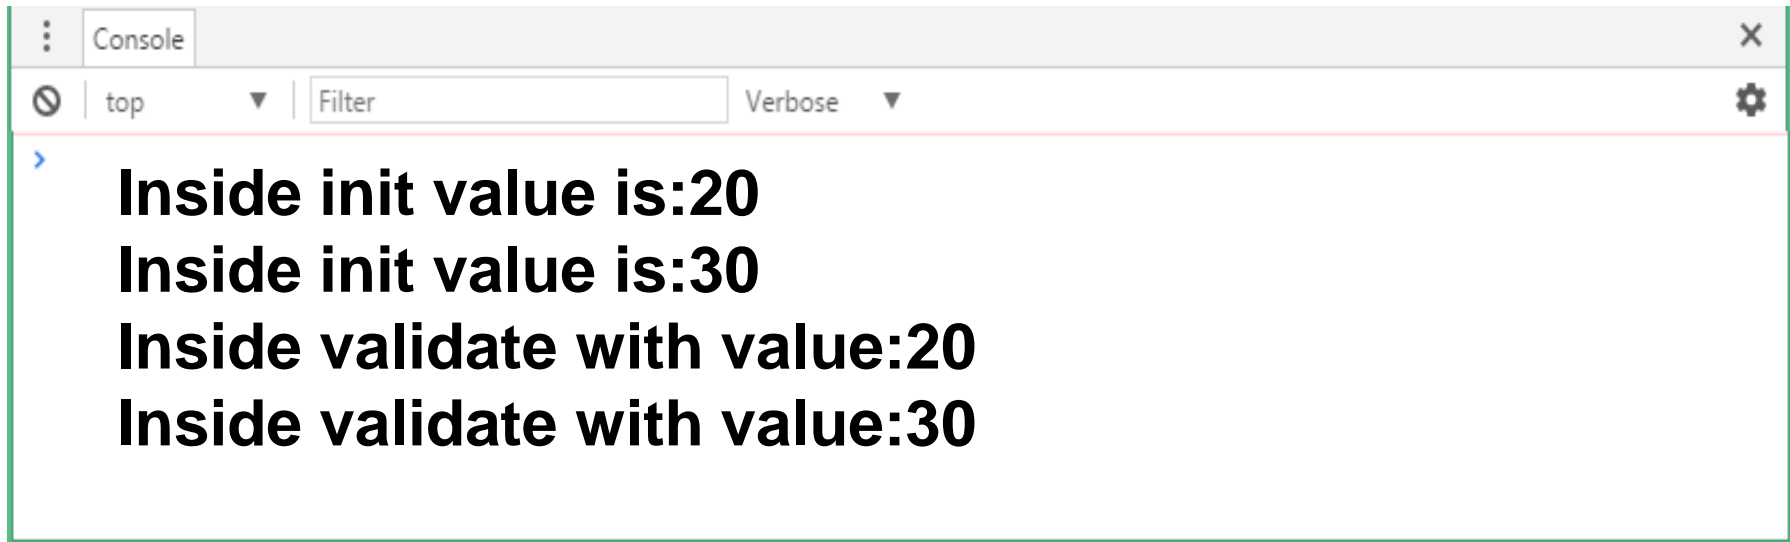 Console
top Filter Verbose
Inside init value is:20
Inside init value is:30
Inside validate with value:20
Inside validate with value:30